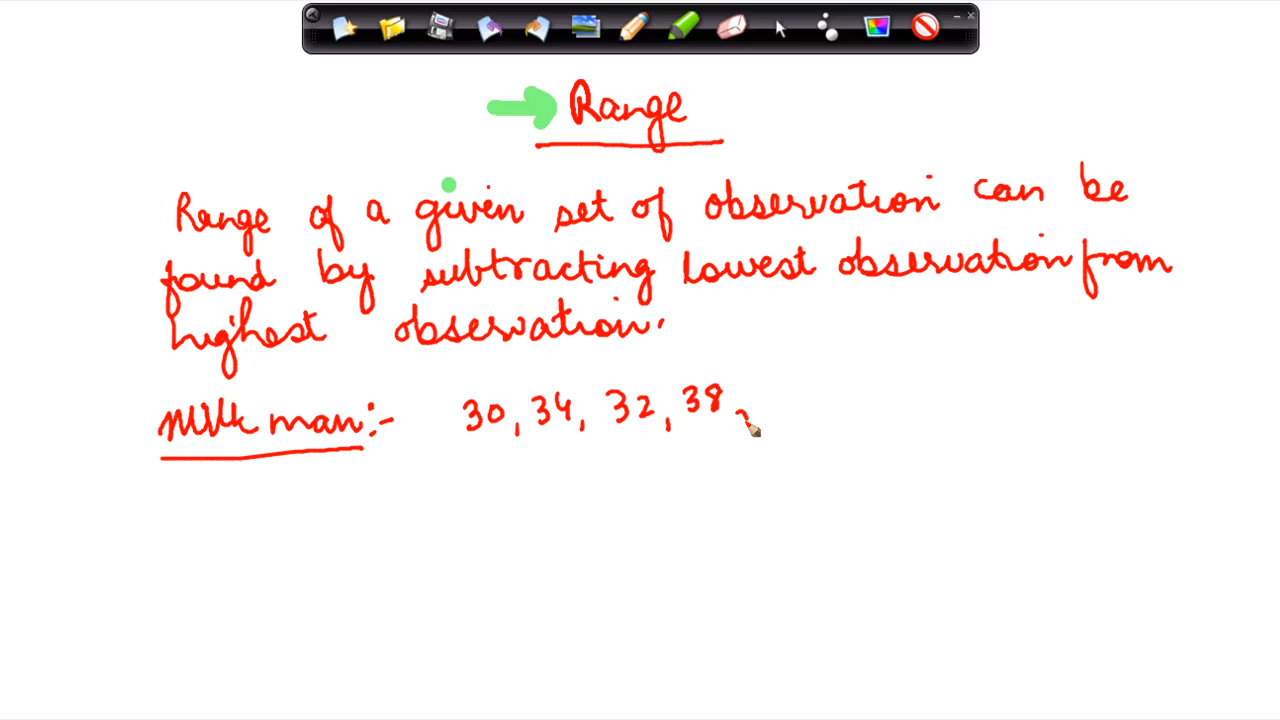 Range
Range of a given set of observation can be
found by subtracting lowest observation from
highest observation.
Milk man:- 30, 34, 32, 38,